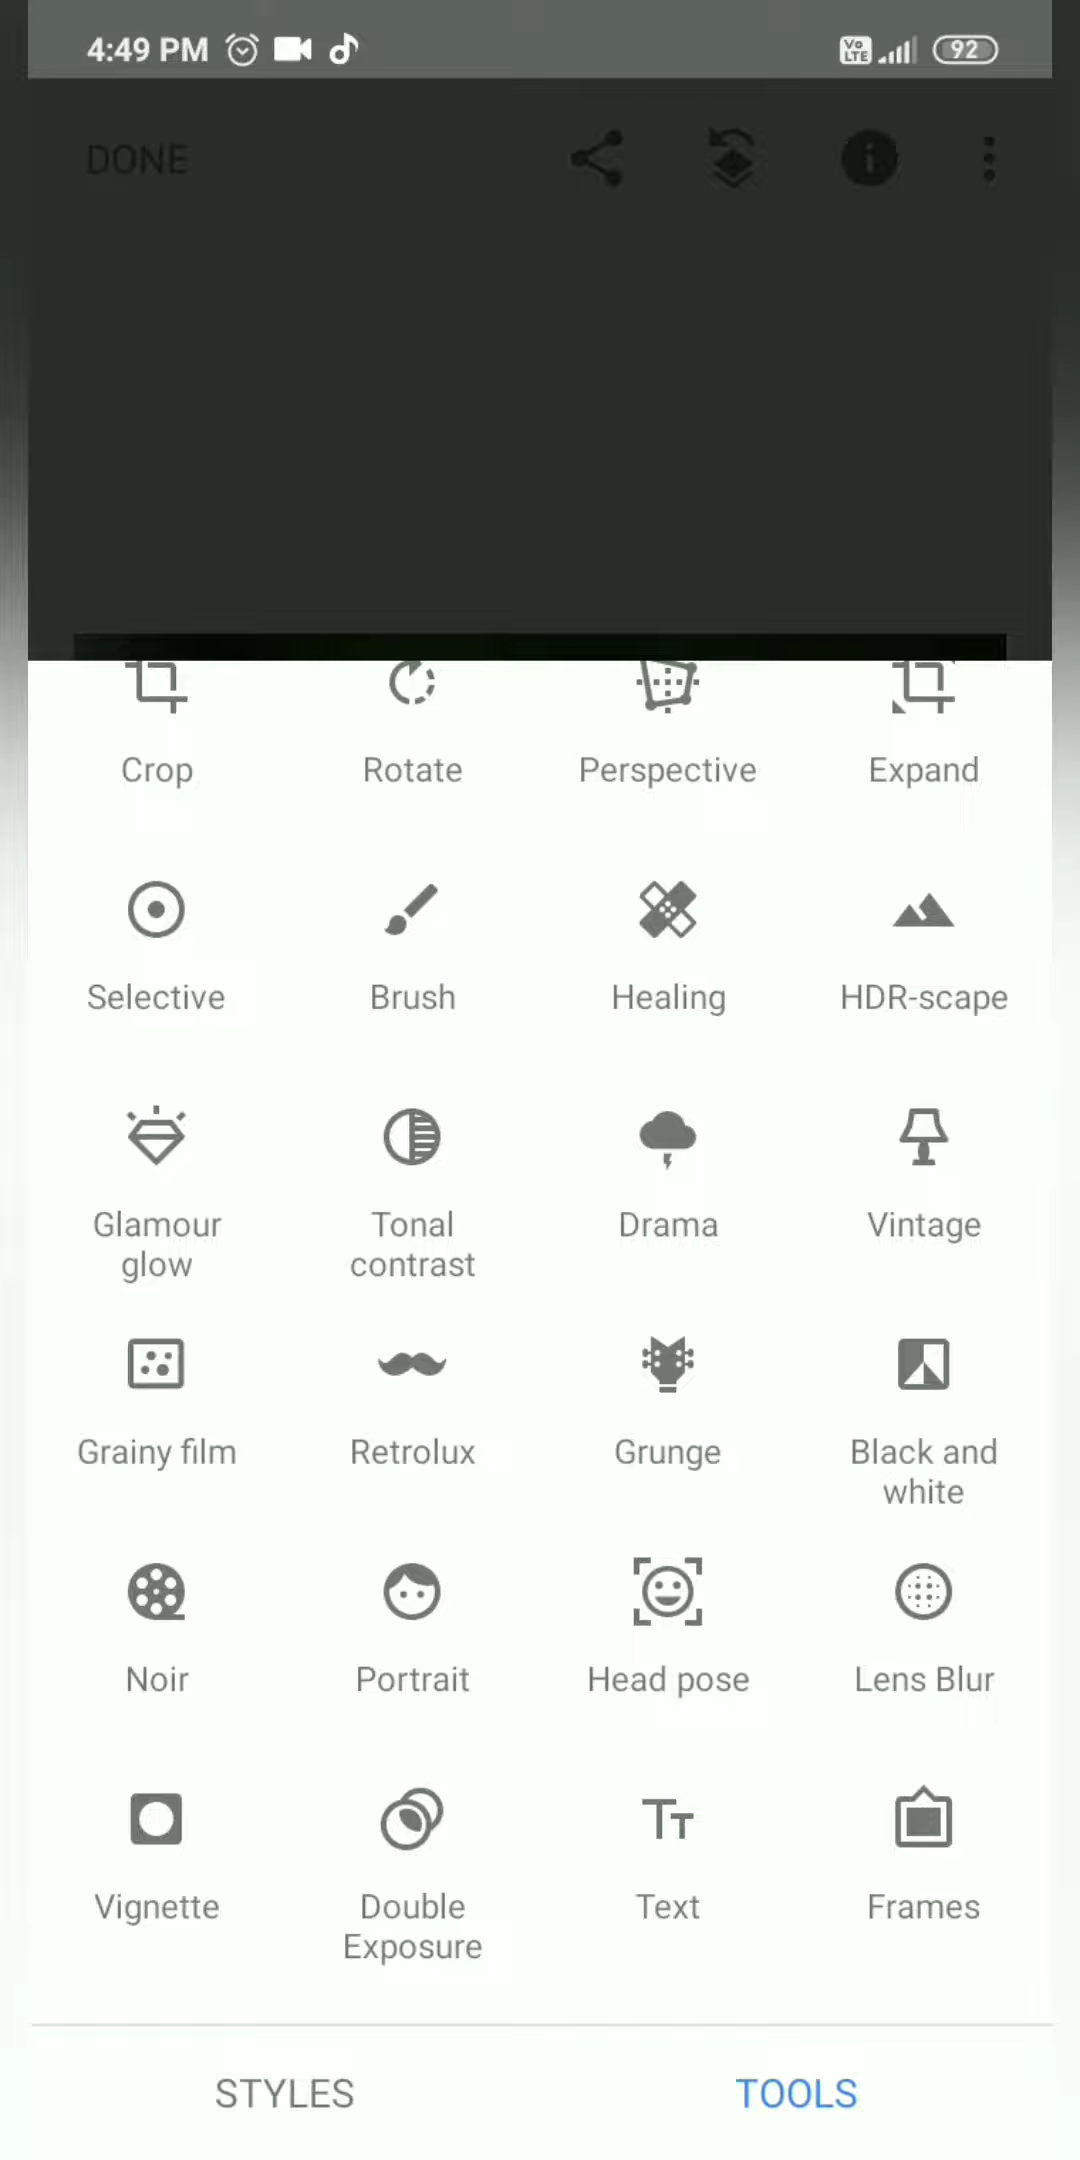 4:49 PM
Vo
LTE
92
DONE
Crop
Rotate
Perspective
Expand
Selective
Brush
Healing
HDR-scape
Glamour
glow
Tonal
contrast
Drama
Vintage
Grainy film
Retrolux
Grunge
Black and
white
Noir
Portrait
Head pose
Lens Blur
Vignette
Double
Exposure
Text
Frames
STYLES
TOOLS